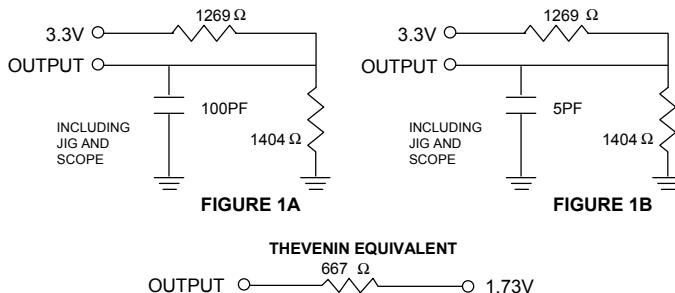 1269 Ω
3.3V
OUTPUT
100PF
INCLUDING
JIG AND
SCOPE
1404 Ω
FIGURE 1A
1269 Ω
3.3V
OUTPUT
5PF
INCLUDING
JIG AND
SCOPE
1404 Ω
FIGURE 1B
THEVENIN EQUIVALENT
667 Ω
OUTPUT
1.73V